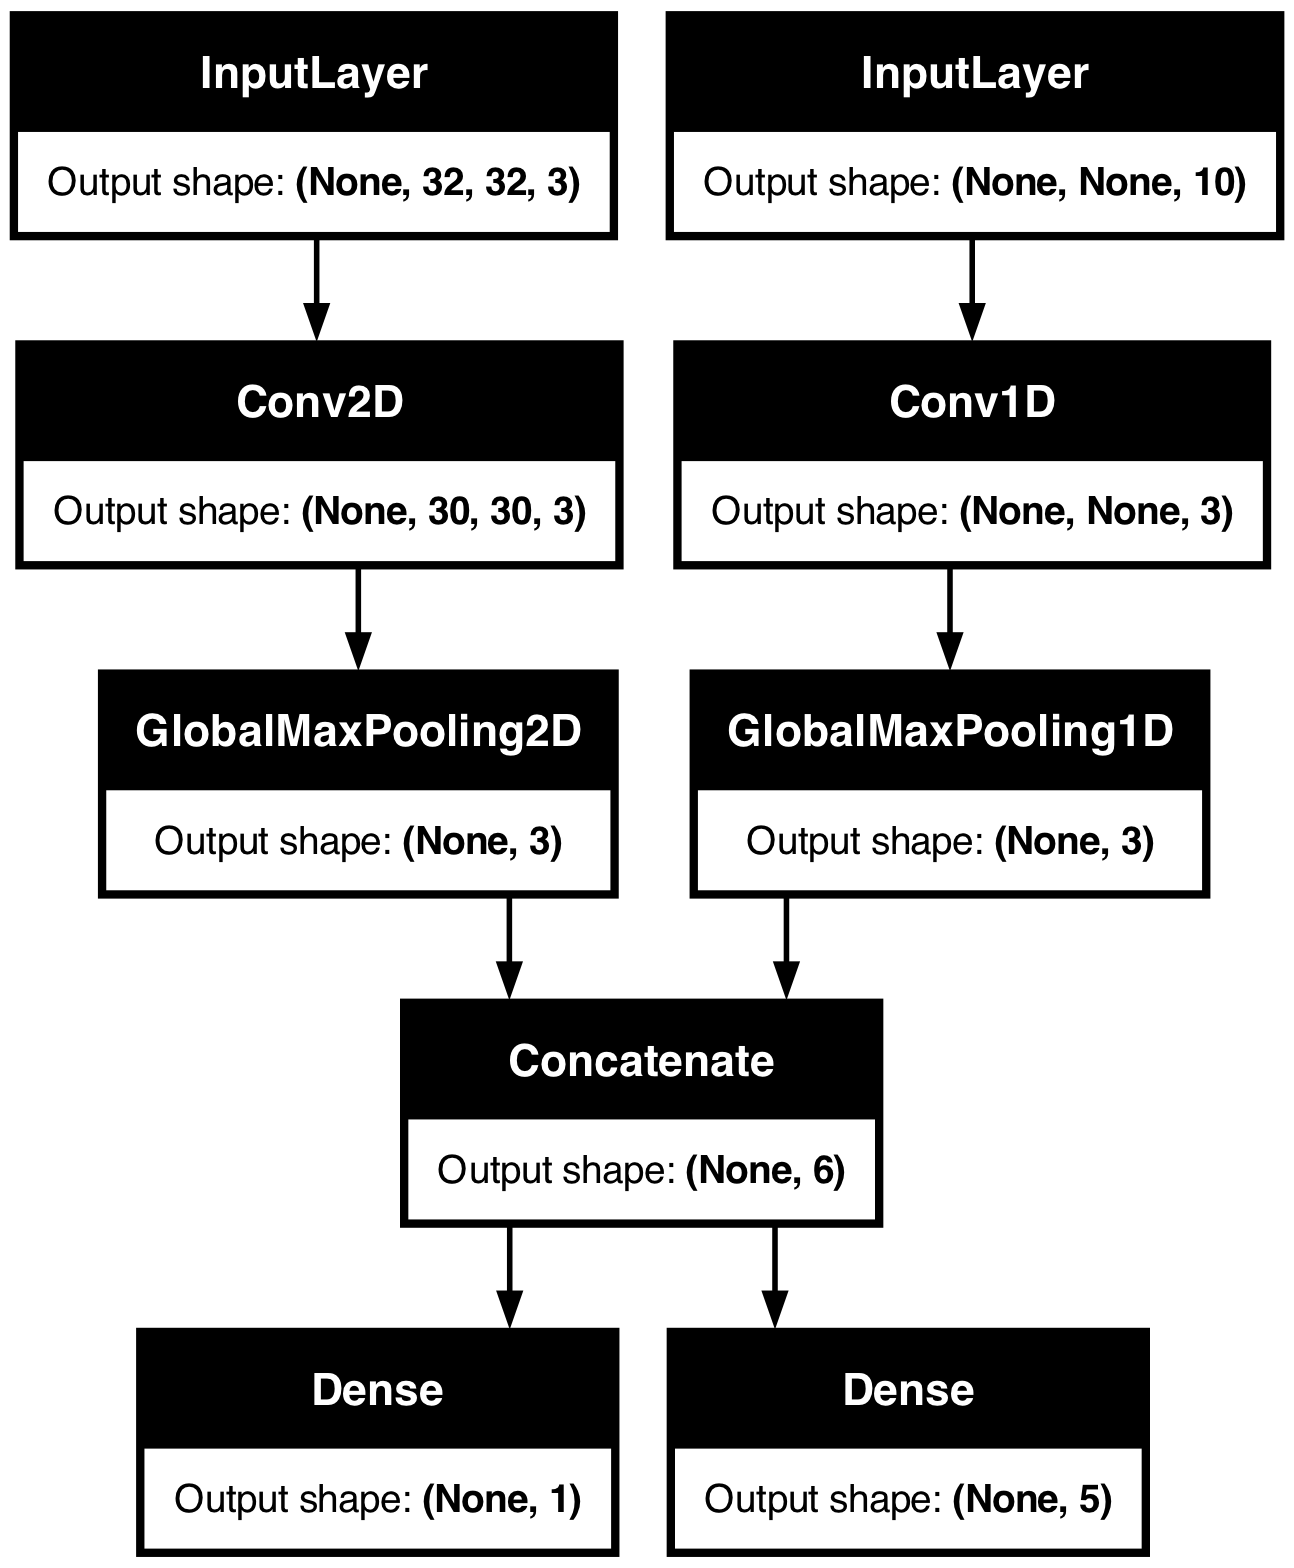 InputLayer
Output shape: (None, 32, 32, 3)
InputLayer
Output shape: (None, None, 10)
Conv2D
Output shape: (None, 30, 30, 3)
Conv1D
Output shape: (None, None, 3)
GlobalMaxPooling2D
Output shape: (None, 3)
GlobalMaxPooling1D
Output shape: (None, 3)
Concatenate
Output shape: (None, 6)
Dense
Output shape: (None, 1)
Dense
Output shape: (None, 5)